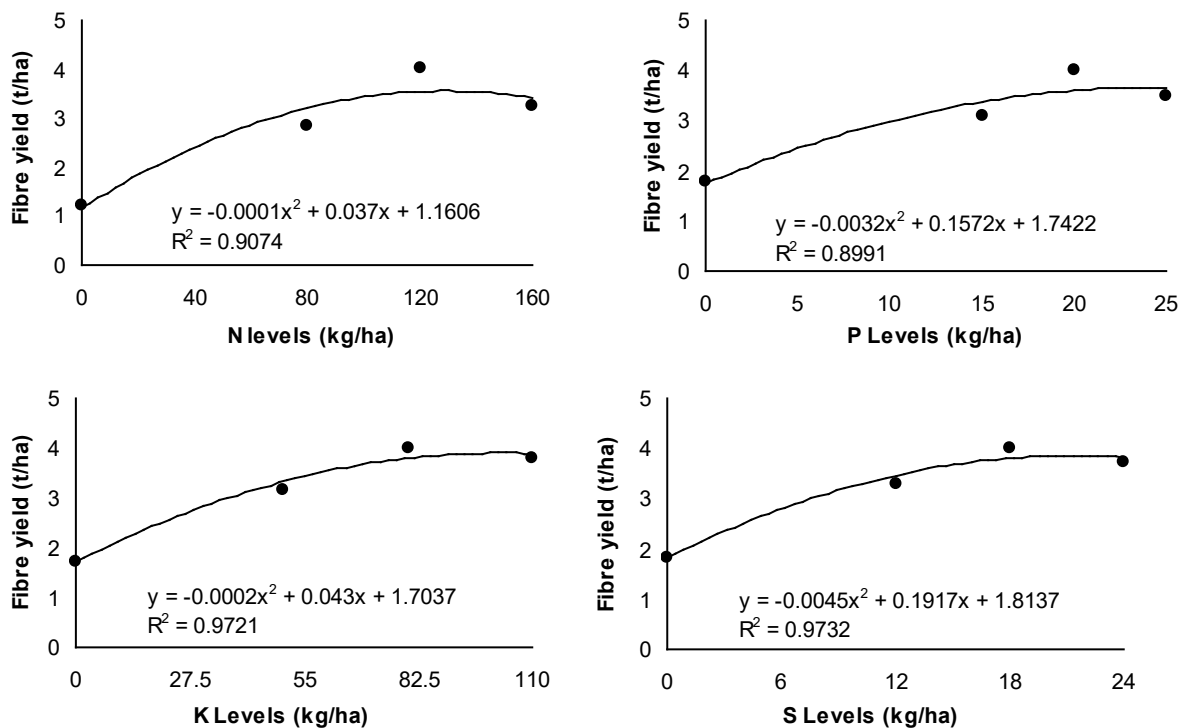 5
4
3
2
1
0
Fibre yield (t/ha)
y = -0.0001x² + 0.037x + 1.1606
R² = 0.9074
0 40 80 120 160
N levels (kg/ha)
5
4
3
2
1
0
Fibre yield (t/ha)
y = -0.0032x² + 0.1572x + 1.7422
R² = 0.8991
0 5 10 15 20 25
P Levels (kg/ha)
5
4
3
2
1
0
Fibre yield (t/ha)
y = -0.0002x² + 0.043x + 1.7037
R² = 0.9721
0 27.5 55 82.5 110
K Levels (kg/ha)
5
4
3
2
1
0
Fibre yield (t/ha)
y = -0.0045x² + 0.1917x + 1.8137
R² = 0.9732
0 6 12 18 24
S Levels (kg/ha)